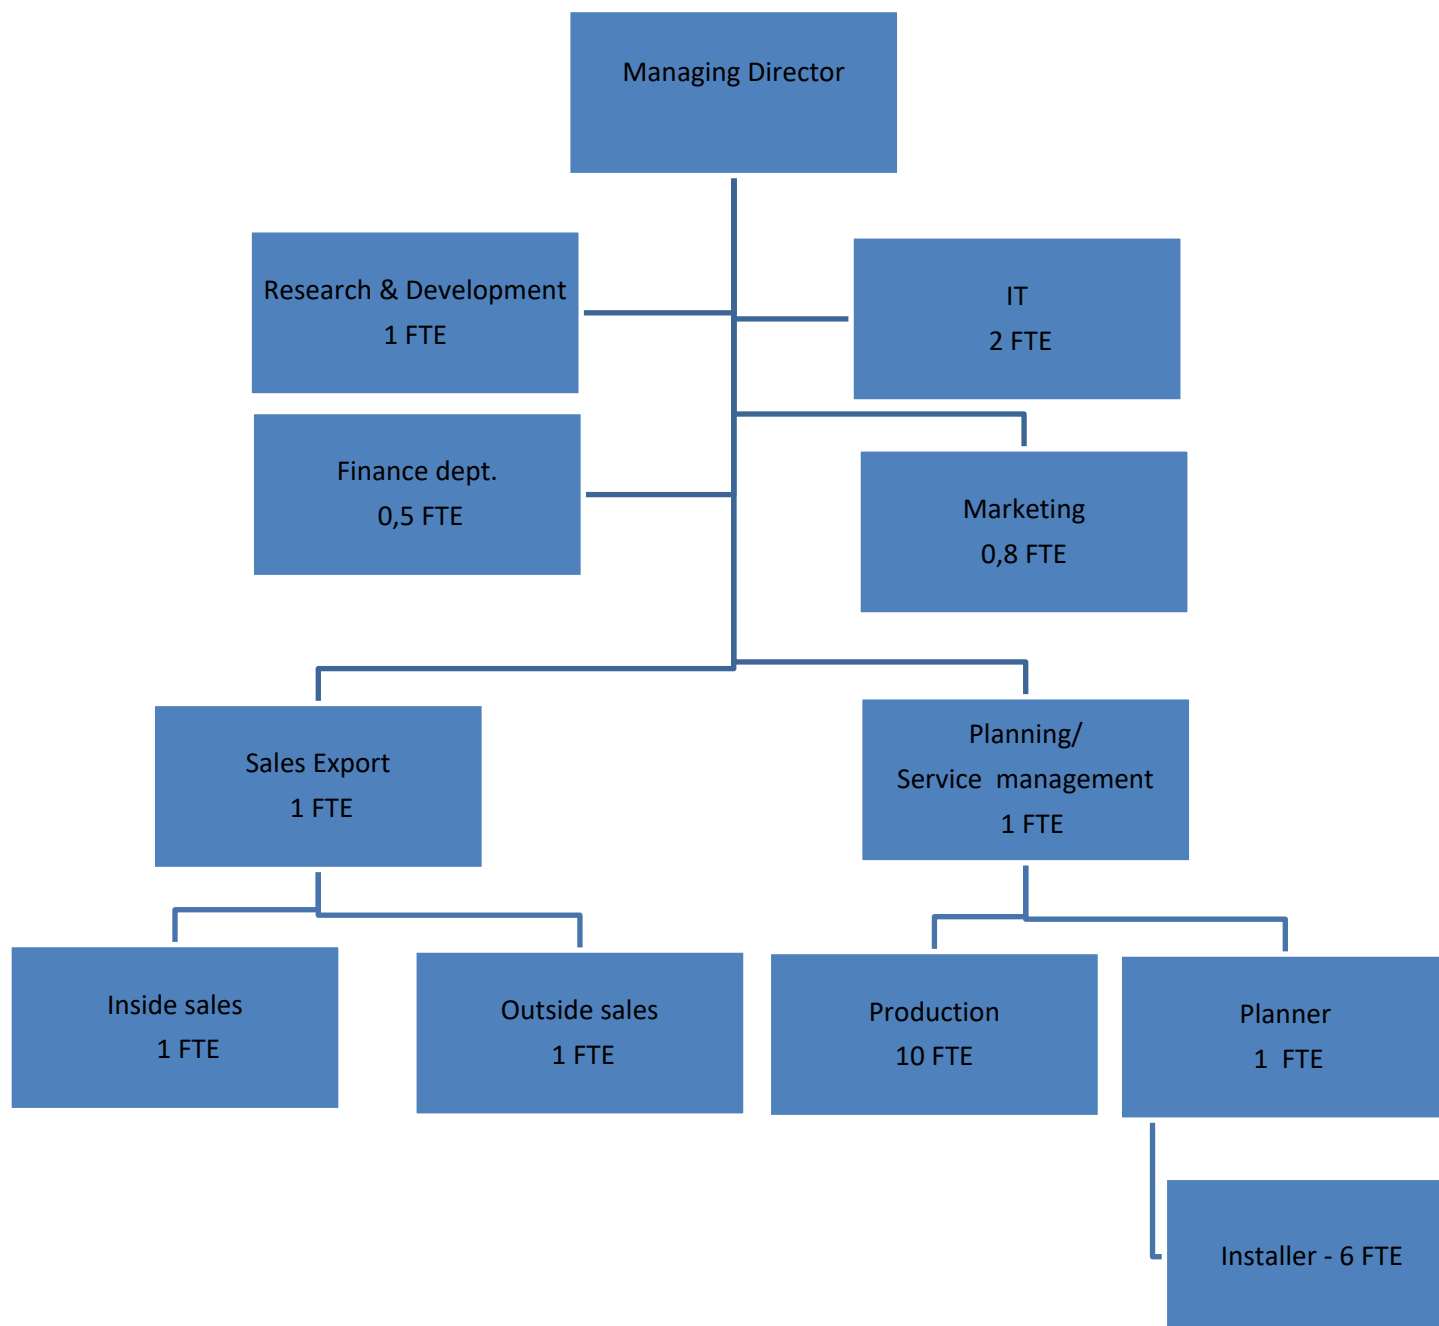 Managing Director
Research & Development
1 FTE
IT
2 FTE
Finance dept.
0,5 FTE
Marketing
0,8 FTE
Sales Export
1 FTE
Planning/
Service management
1 FTE
Inside sales
1 FTE
Outside sales
1 FTE
Production
10 FTE
Planner
1 FTE
Installer - 6 FTE